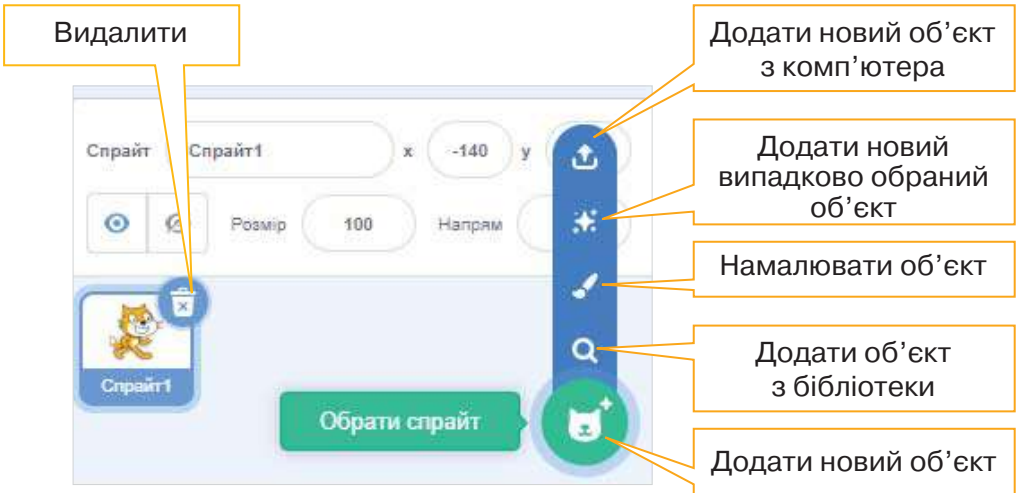 Видалити
Додати новий об’єкт
з комп’ютера
Спрайт Спрайт1 x -140 y
Додати новий
випадково обраний
об’єкт
Розмір 100 Напрям
Намалювати об’єкт
Додати об’єкт
з бібліотеки
Спрайт1
Обрати спрайт
Додати новий об’єкт